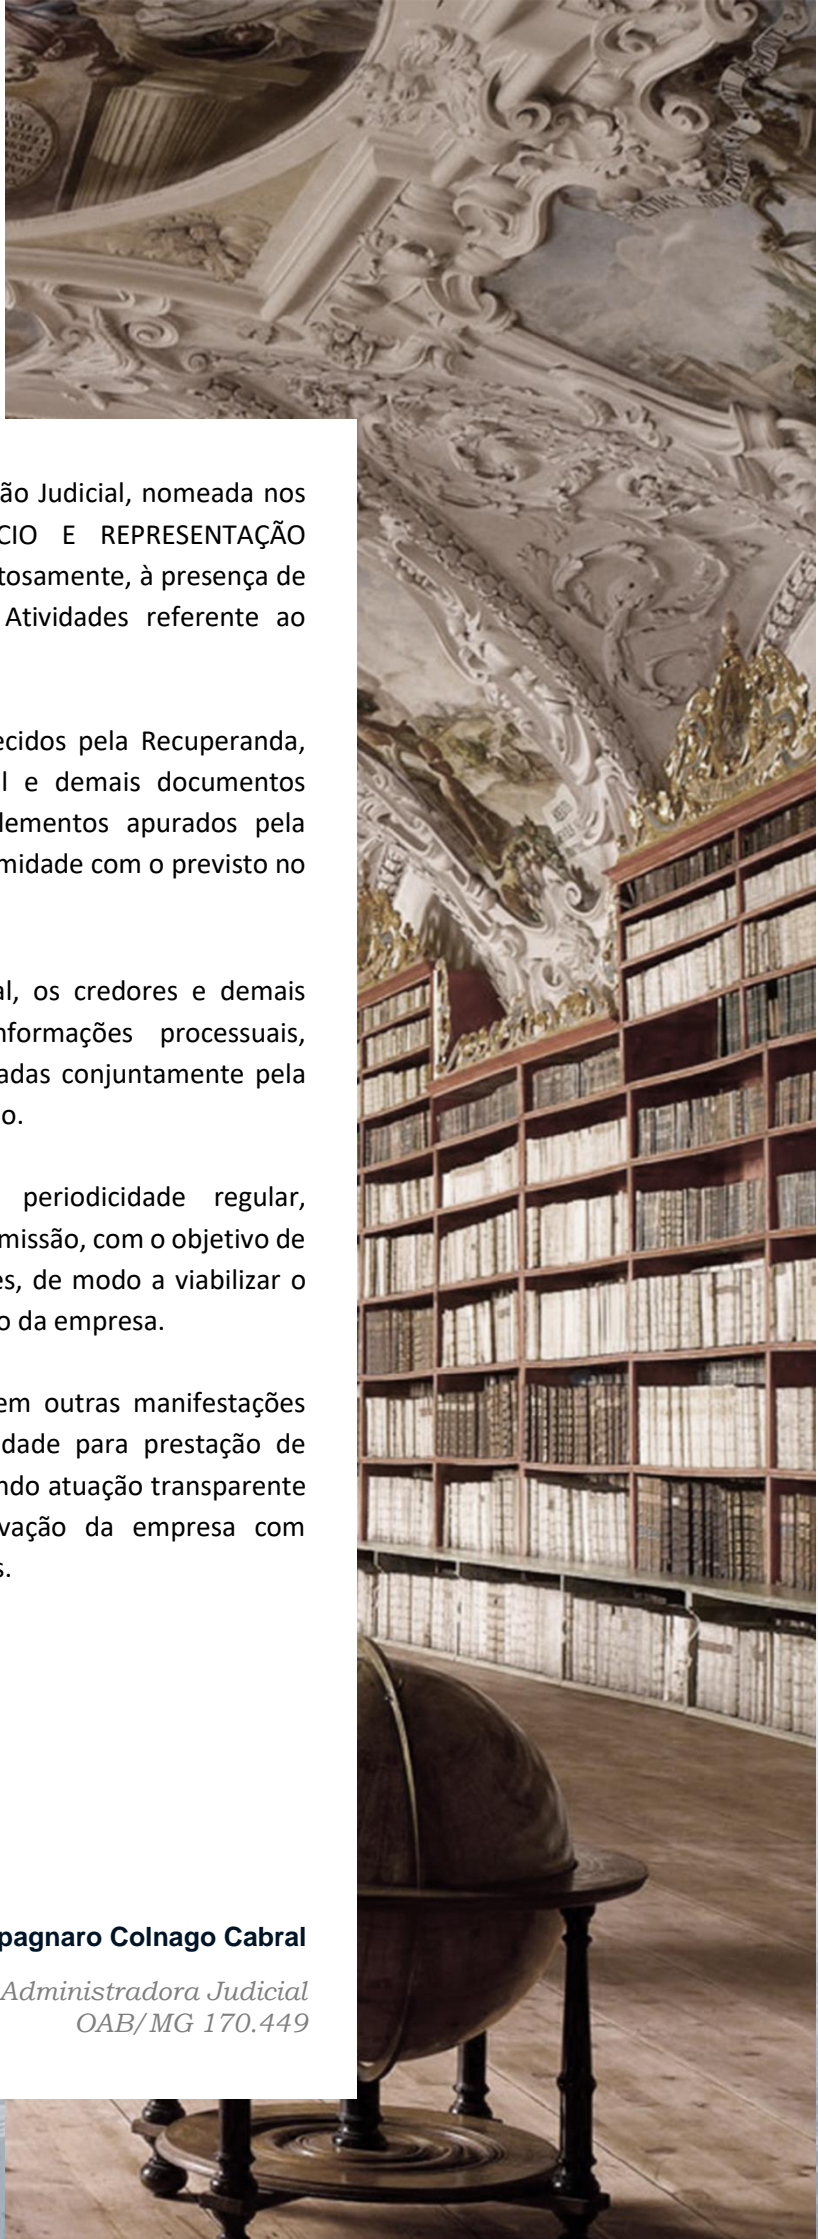 ão Judicial, nomeada nos
CIO E REPRESENTAÇÃO
tosamente, à presença de
Atividades referente ao
ecidos pela Recuperanda,
l e demais documentos
lementos apurados pela
midade com o previsto no
al, os credores e demais
nformações processuais,
adas conjuntamente pela
o.
periodicidade regular,
missão, com o objetivo de
es, de modo a viabilizar o
o da empresa.
em outras manifestações
dade para prestação de
ndo atuação transparente
vação da empresa com
s.
pagnaro Colnago Cabral
Administradora Judicial
OAB/MG 170.449